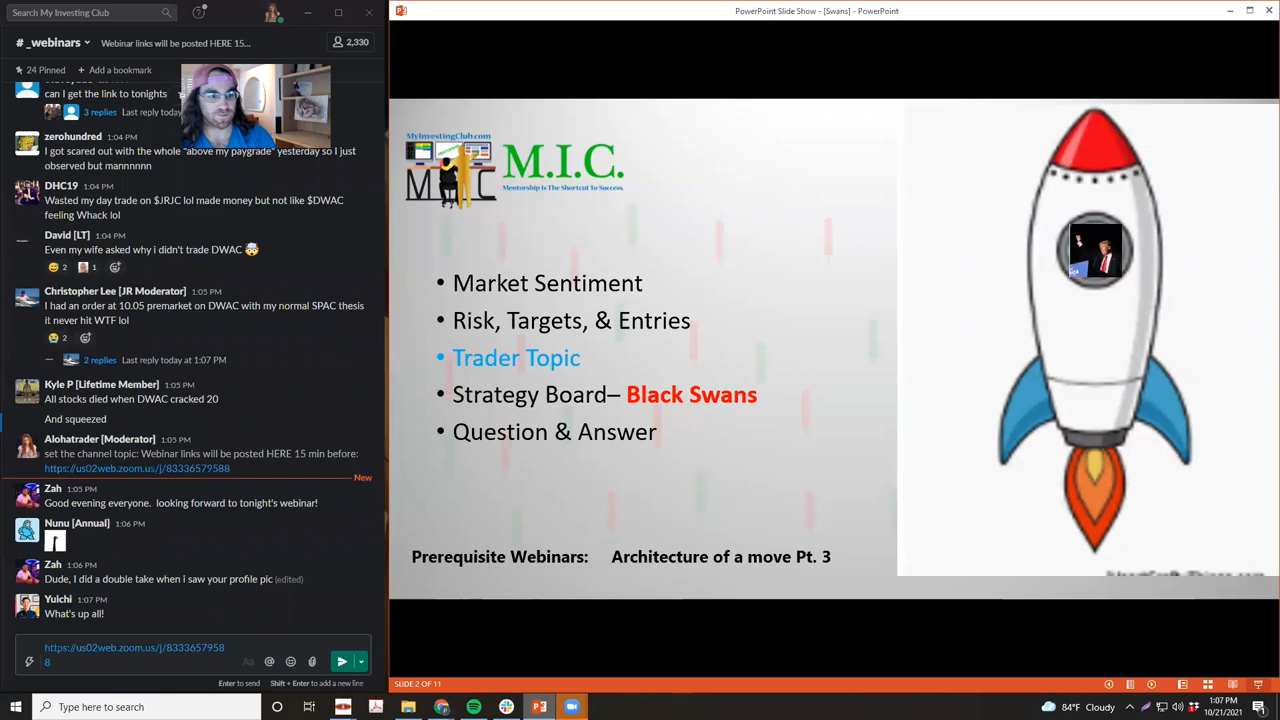 Search My Investing Club
# _webinars
Webinar links will be posted HERE 15...
2,330
24 Pinned
+ Add a bookmark
can I get the link to tonights
3 replies Last reply today
zerohundred 1:04 PM
I got scared out with the whole "above my paygrade" yesterday so I just
observed but mannnnn
DHC19 1:04 PM
Wasted my day trade on $JRJC lol made money but not like $DWAC
feeling Whack lol
David [LT] 1:04 PM
Even my wife asked why i didn't trade DWAC 🤯
2 1
Christopher Lee [JR Moderator] 1:05 PM
I had an order at 10.05 premarket on DWAC with my normal SPAC thesis
it never hit WTF lol
2
2 replies Last reply today at 1:07 PM
Kyle P [Lifetime Member] 1:05 PM
All stocks died when DWAC cracked 20
And squeezed
Alohatrader [Moderator] 1:05 PM
set the channel topic: Webinar links will be posted HERE 15 min before:
https://us02web.zoom.us/j/83336579588
New
Zah 1:05 PM
Good evening everyone. looking forward to tonight's webinar!
Nunu [Annual] 1:06 PM
Zah 1:06 PM
Dude, I did a double take when i saw your profile pic (edited)
Yuichi 1:07 PM
What's up all!
https://us02web.zoom.us/j/8333657958
8
Aa @
Enter to send Shift + Enter to add a new line
PowerPoint Slide Show - [Swans] - PowerPoint
MyInvestingClub.com
M.I.C.
Mentorship Is The Shortcut To Success.
• Market Sentiment
• Risk, Targets, & Entries
• Trader Topic
• Strategy Board– Black Swans
• Question & Answer
Prerequisite Webinars: Architecture of a move Pt. 3
SLIDE 2 OF 11
Type here to search
84°F Cloudy
1:07 PM
10/21/2021